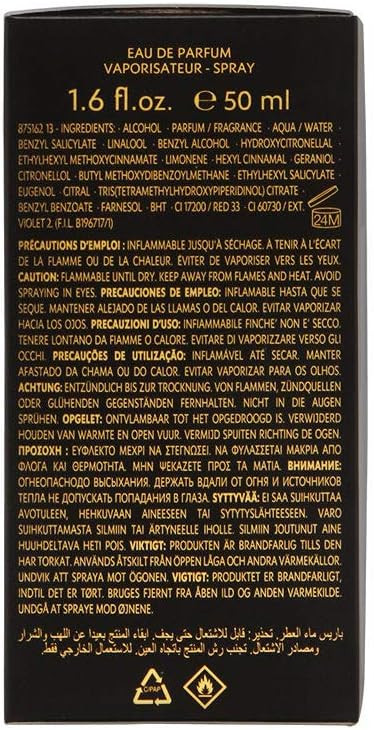 EAU DE PARFUM
VAPORISATEUR - SPRAY
1.6 fl.oz. ℮ 50 ml
875162 13 - INGREDIENTS: · ALCOHOL · PARFUM / FRAGRANCE · AQUA / WATER ·
BENZYL SALICYLATE · LINALOOL · BENZYL ALCOHOL · HYDROXYCITRONELLAL ·
ETHYLHEXYL METHOXYCINNAMATE · LIMONENE · HEXYL CINNAMAL · GERANIOL ·
CITRONELLOL · BUTYL METHOXYDIBENZOYLMETHANE · ETHYLHEXYL SALICYLATE ·
EUGENOL · CITRAL · TRIS(TETRAMETHYLHYDROXYPIPERIDINOL) CITRATE ·
BENZYL BENZOATE · FARNESOL · BHT · CI 17200 / RED 33 · CI 60730 / EXT.
VIOLET 2. (F.I.L. B196717/1)
24M
PRÉCAUTIONS D'EMPLOI : INFLAMMABLE JUSQU'À SÉCHAGE. À TENIR À L'ÉCART
DE LA FLAMME OU DE LA CHALEUR. ÉVITER DE VAPORISER VERS LES YEUX.
CAUTION: FLAMMABLE UNTIL DRY. KEEP AWAY FROM FLAMES AND HEAT. AVOID
SPRAYING IN EYES. PRECAUCIONES DE EMPLEO: INFLAMABLE HASTA QUE SE
SEQUE. MANTENER ALEJADO DE LAS LLAMAS O DEL CALOR. EVITAR VAPORIZAR
HACIA LOS OJOS. PRECAUZIONI D'USO: INFIAMMABILE FINCHE' NON E' SECCO.
TENERE LONTANO DA FIAMME O CALORE. EVITARE DI VAPORIZZARE VERSO GLI
OCCHI. PRECAUÇÕES DE UTILIZAÇÃO: INFLAMÁVEL ATÉ SECAR. MANTER
AFASTADO DA CHAMA OU DO CALOR. EVITAR VAPORIZAR PARA OS OLHOS.
ACHTUNG: ENTZÜNDLICH BIS ZUR TROCKNUNG. VON FLAMMEN, ZÜNDQUELLEN
ODER GLÜHENDEN GEGENSTÄNDEN FERNHALTEN. NICHT IN DIE AUGEN
SPRÜHEN. OPGELET: ONTVLAMBAAR TOT HET OPGEDROOGD IS. VERWIJDERD
HOUDEN VAN WARMTE EN OPEN VUUR. VERMIJD SPUITEN RICHTING DE OGEN.
ΠΡΟΣΟΧΗ : ΕΥΦΛΕΚΤΟ ΜΕΧΡΙ ΝΑ ΣΤΕΓΝΩΣΕΙ. ΝΑ ΦΥΛΑΣΣΕΤΑΙ ΜΑΚΡΙΑ ΑΠΟ
ΦΛΟΓΑ ΚΑΙ ΘΕΡΜΟΤΗΤΑ. ΜΗΝ ΨΕΚΑΖΕΤΕ ΠΡΟΣ ΤΑ ΜΑΤΙΑ. ВНИМАНИЕ:
ОГНЕОПАСНОДО ВЫСЫХАНИЯ. ДЕРЖАТЬ ВДАЛИ ОТ ОГНЯ И ИСТОЧНИКОВ
ТЕПЛА НЕ ДОПУСКАТЬ ПОПАДАНИЯ В ГЛАЗА. SYTTYVÄÄ: EI SAA SUIHKUTTAA
AVOTULEEN, HEHKUVAAN AINEESEEN TAI SYTYTYSLÄHTEESEEN. VARO
SUIHKUTTAMASTA SILMIIN TAI ÄRTYNEELLE IHOLLE. SILMIIN JOUTUNUT AINE
HUUHDELTAVA HETI POIS. VIKTIGT: PRODUKTEN ÄR BRANDFARLIG TILLS DEN
HAR TORKAT. ANVÄNDS ÅTSKILT FRÅN ÖPPEN LÅGA OCH ANDRA VÄRMEKÄLLOR.
UNDVIK ATT SPRAYA MOT ÖGONEN. VIGTIGT: PRODUKTET ER BRANDFARLIGT,
INDTIL DET ER TØRT. BRUGES FJERNT FRA ÅBEN ILD OG ANDEN VARMEKILDE.
UNDGÅ AT SPRAYE MOD ØJNENE.
باريس ماء العطر. تحذير: قابل للاشتعال حتى يجف. ابقاء المنتج بعيدا عن اللهب والشرار
ومصادر الاشتعال. تجنب رش المنتج باتجاه العين. للاستعمال الخارجي فقط.
C/PAP